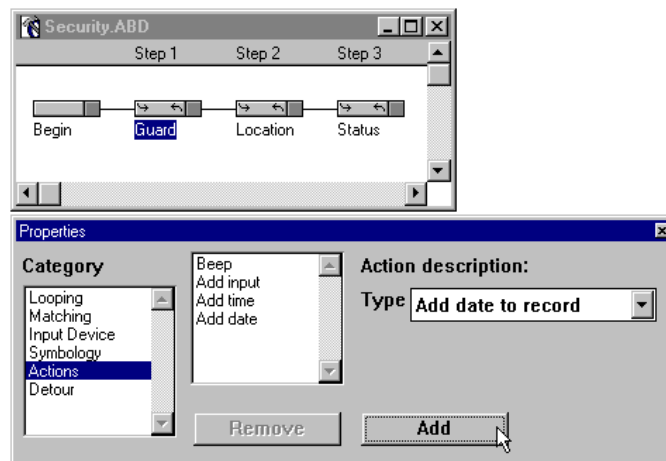 Security.ABD
Step 1 Step 2 Step 3
Begin Guard Location Status
Properties
Category
Looping
Matching
Input Device
Symbology
Actions
Detour
Beep
Add input
Add time
Add date
Action description:
Type Add date to record
Remove Add